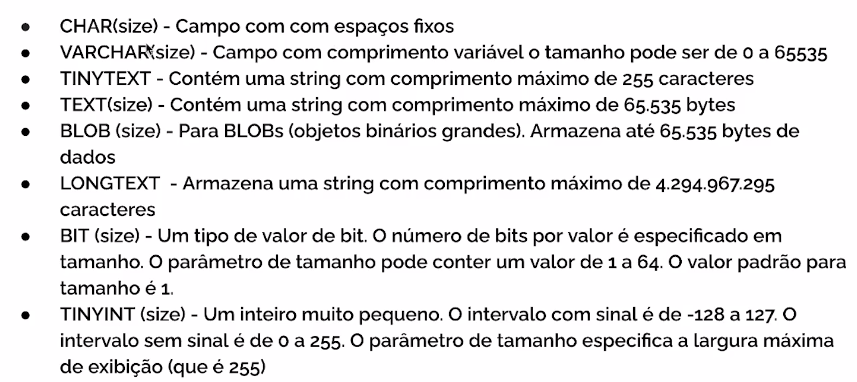 ● CHAR(size) - Campo com com espaços fixos
● VARCHAR(size) - Campo com comprimento variável o tamanho pode ser de 0 a 65535
● TINYTEXT - Contém uma string com comprimento máximo de 255 caracteres
● TEXT(size) - Contém uma string com comprimento máximo de 65.535 bytes
● BLOB (size) - Para BLOBs (objetos binários grandes). Armazena até 65.535 bytes de
dados
● LONGTEXT - Armazena uma string com comprimento máximo de 4.294.967.295
caracteres
● BIT (size) - Um tipo de valor de bit. O número de bits por valor é especificado em
tamanho. O parâmetro de tamanho pode conter um valor de 1 a 64. O valor padrão para
tamanho é 1.
● TINYINT (size) - Um inteiro muito pequeno. O intervalo com sinal é de -128 a 127. O
intervalo sem sinal é de 0 a 255. O parâmetro de tamanho especifica a largura máxima
de exibição (que é 255)